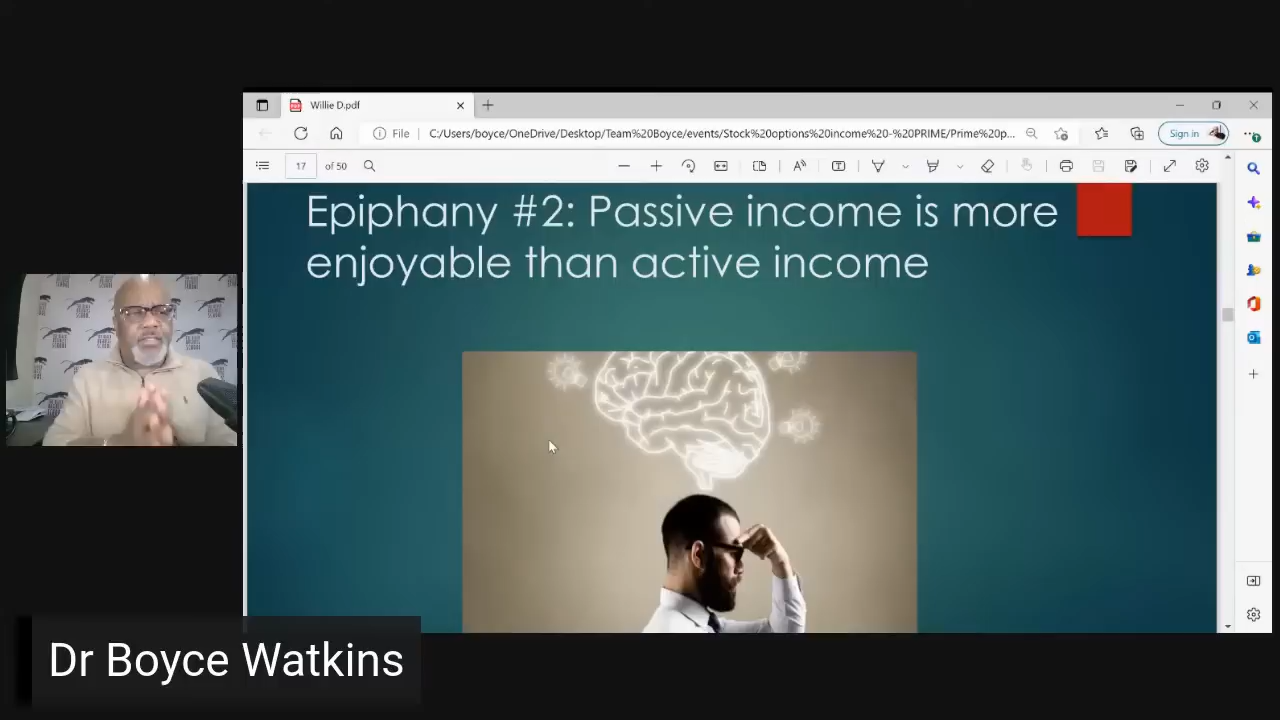 Willie D.pdf
File
C:/Users/boyce/OneDrive/Desktop/Team%20Boyce/events/Stock%20options%20income%20-%20PRIME/Prime%20p...
Sign in
17 of 50
Epiphany #2: Passive income is more
enjoyable than active income
Dr Boyce Watkins